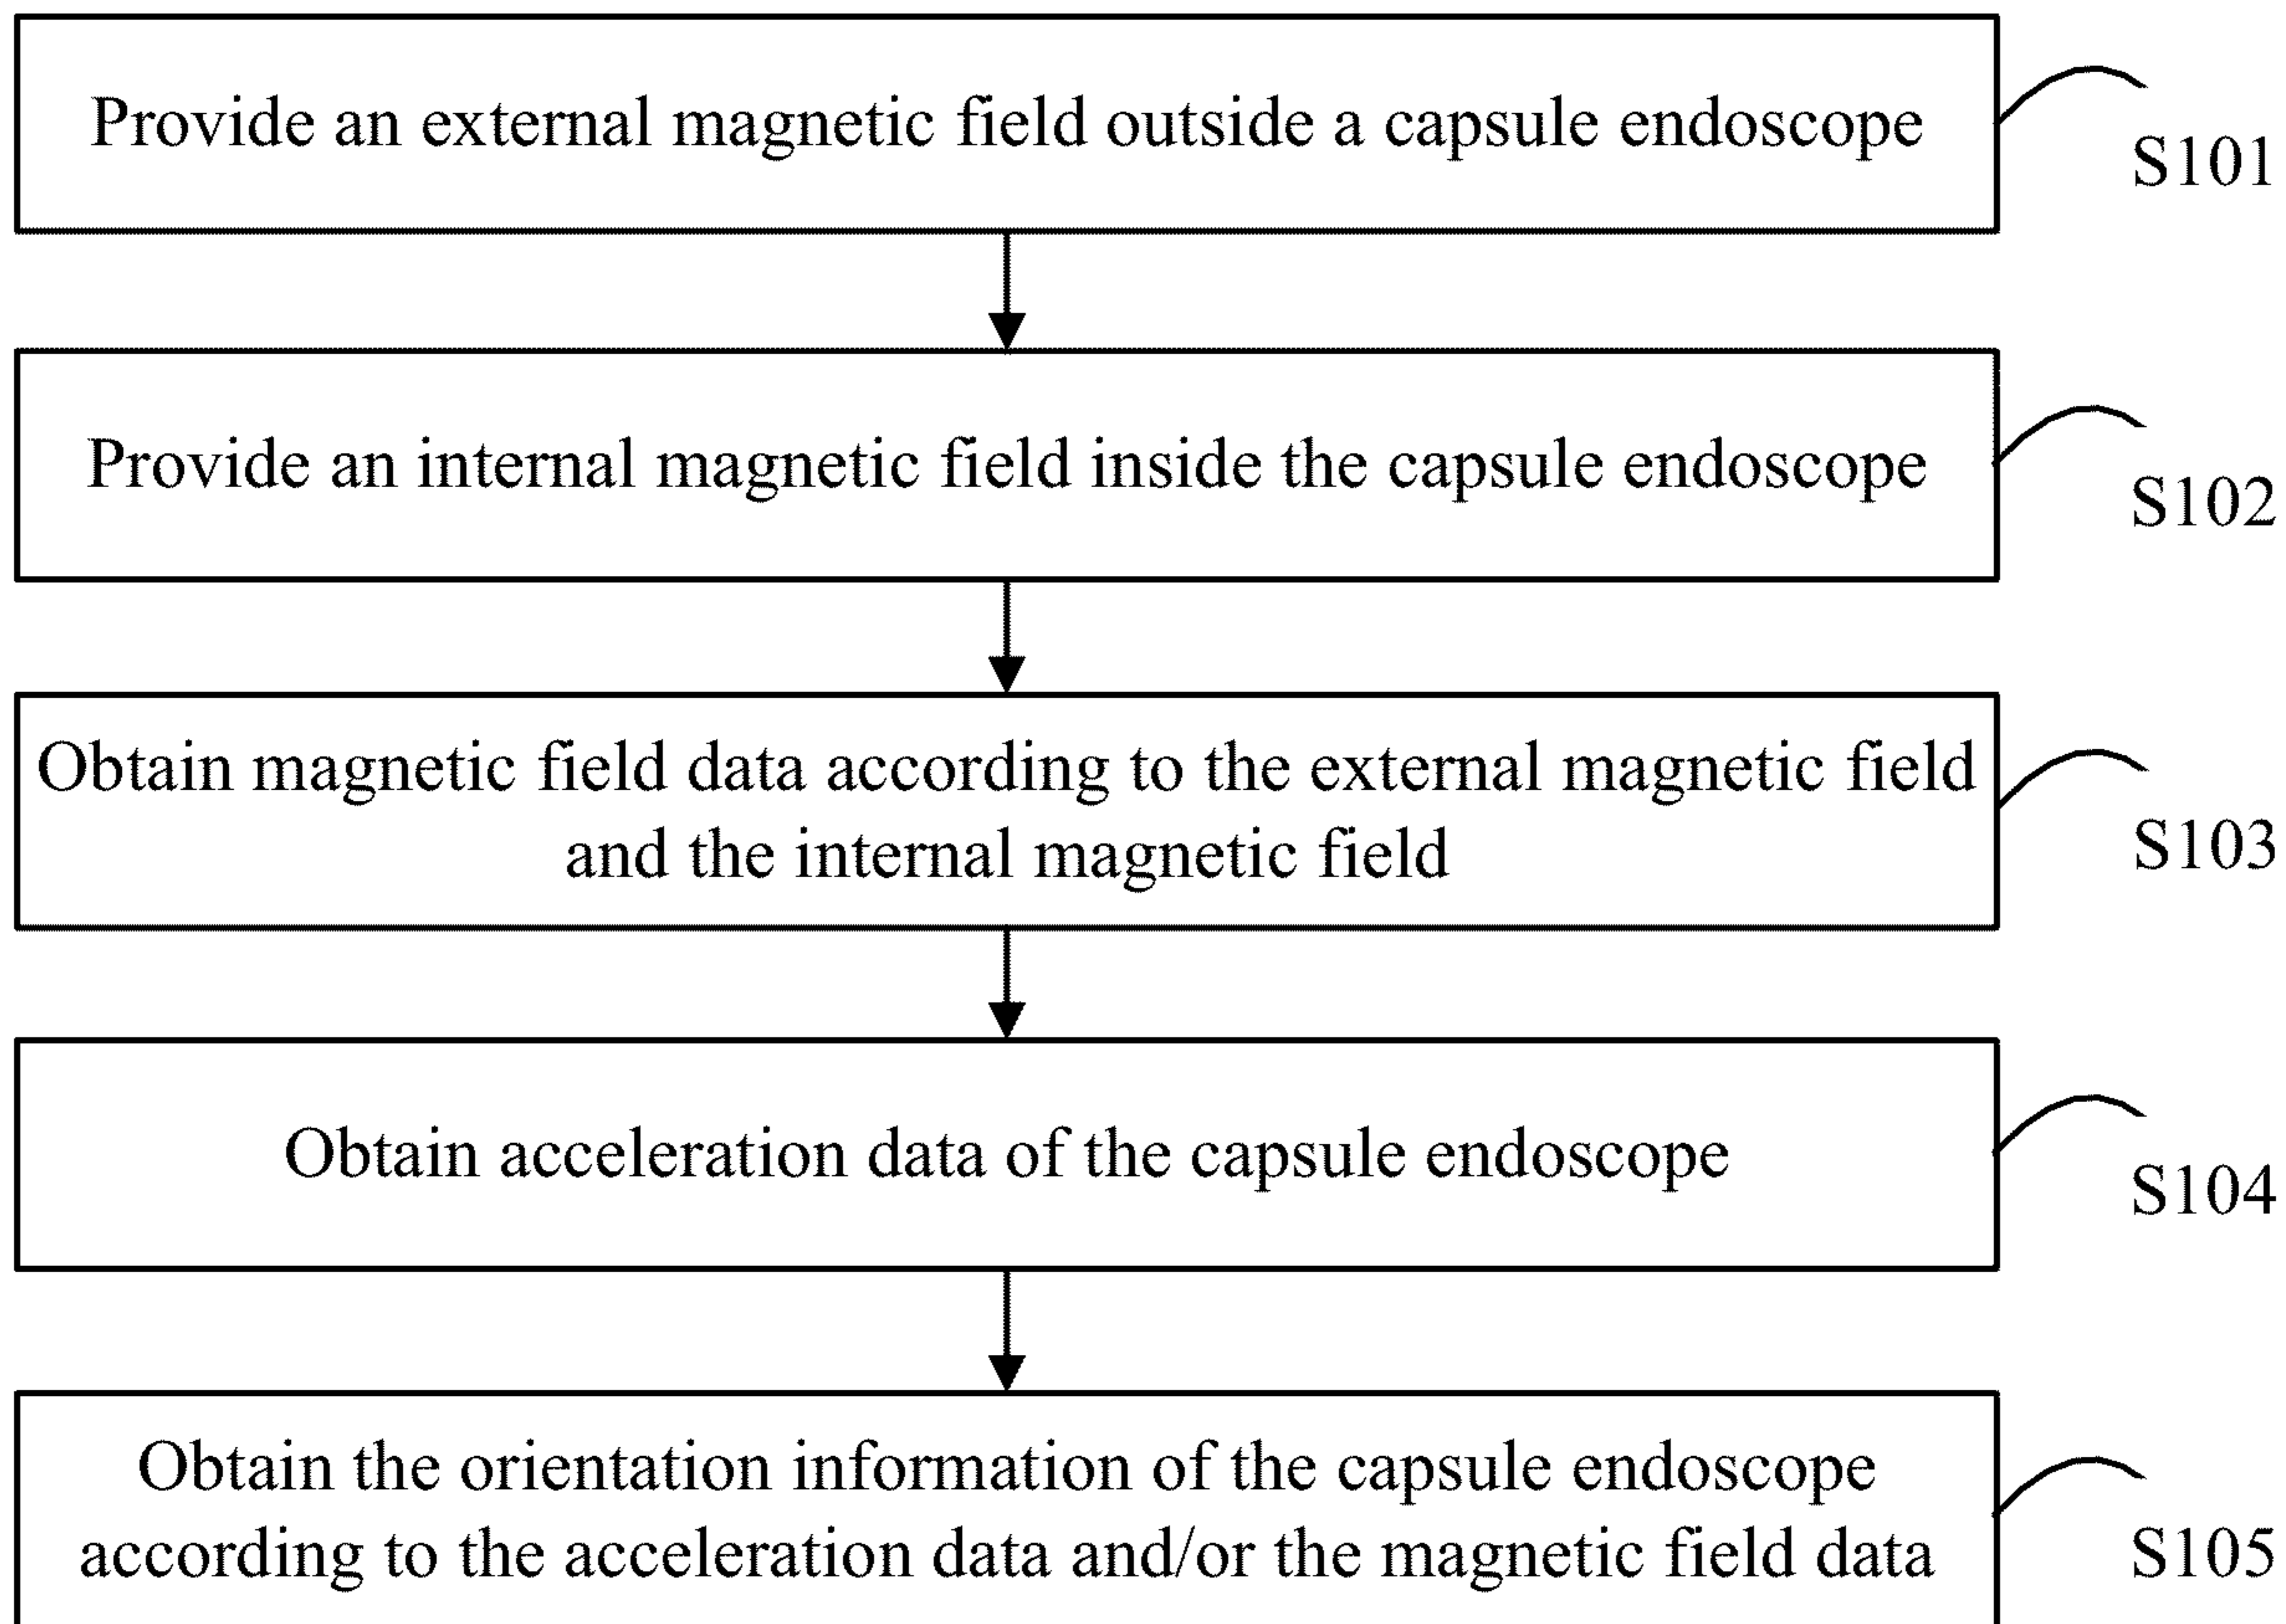 Provide an external magnetic field outside a capsule endoscope
S101
Provide an internal magnetic field inside the capsule endoscope
S102
Obtain magnetic field data according to the external magnetic field
and the internal magnetic field
S103
Obtain acceleration data of the capsule endoscope
S104
Obtain the orientation information of the capsule endoscope
according to the acceleration data and/or the magnetic field data
S105